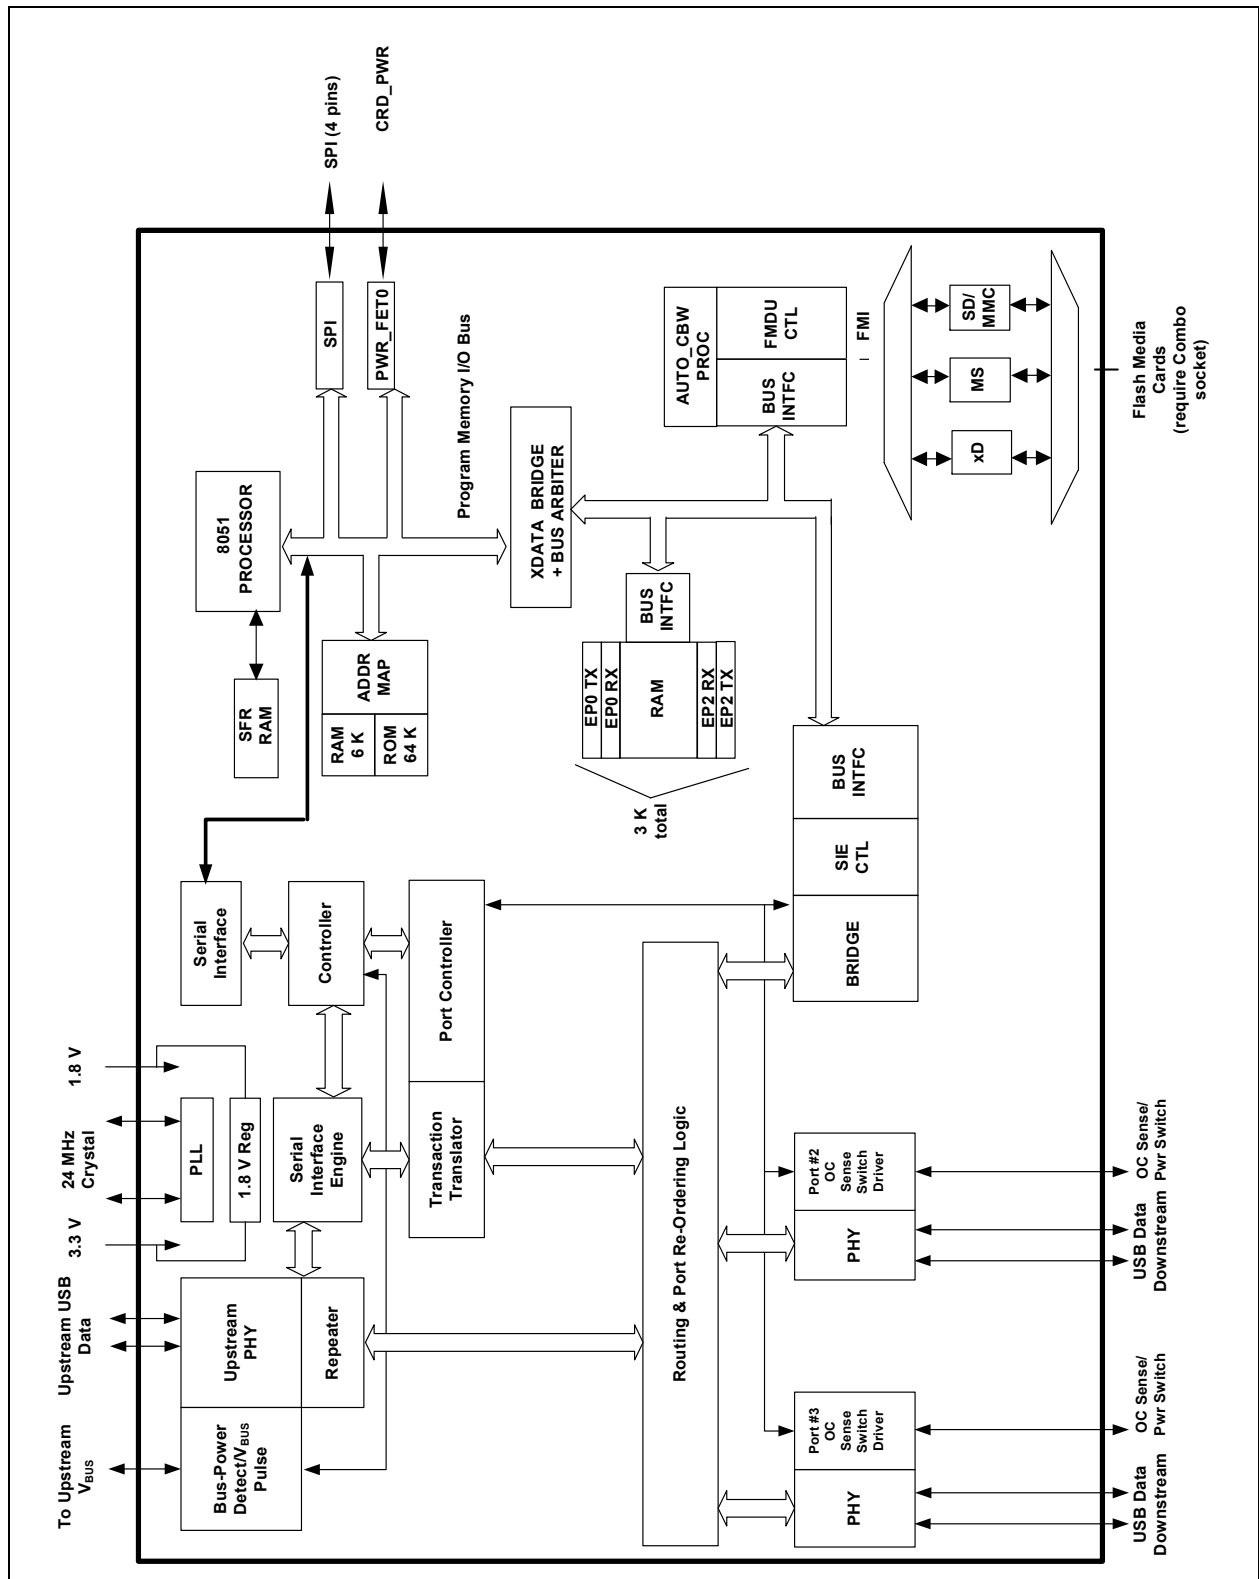 To Upstream
VBUS
Upstream USB
Data
3.3 V
24 MHz
Crystal
1.8 V
SPI (4 pins)
CRD_PWR
Bus-Power
Detect/VBUS
Pulse
Upstream
PHY
Repeater
PLL
1.8 V Reg
Serial
Interface
Engine
Serial
Interface
Controller
Transaction
Translator
Port Controller
SFR
RAM
8051
PROCESSOR
SPI
PWR_FET0
RAM
6 K
ROM
64 K
ADDR
MAP
Program Memory I/O Bus
XDATA BRIDGE
+ BUS ARBITER
3 K
total
EP0 TX
EP0 RX
RAM
EP2 RX
EP2 TX
BUS
INTFC
AUTO_CBW
PROC
BUS
INTFC
FMDU
CTL
FMI
Routing & Port Re-Ordering Logic
BRIDGE
SIE
CTL
BUS
INTFC
xD
MS
SD/
MMC
PHY
Port #3
OC
Sense
Switch
Driver
PHY
Port #2
OC
Sense
Switch
Driver
USB Data
Downstream
OC Sense/
Pwr Switch
USB Data
Downstream
OC Sense/
Pwr Switch
Flash Media
Cards
(require Combo
socket)